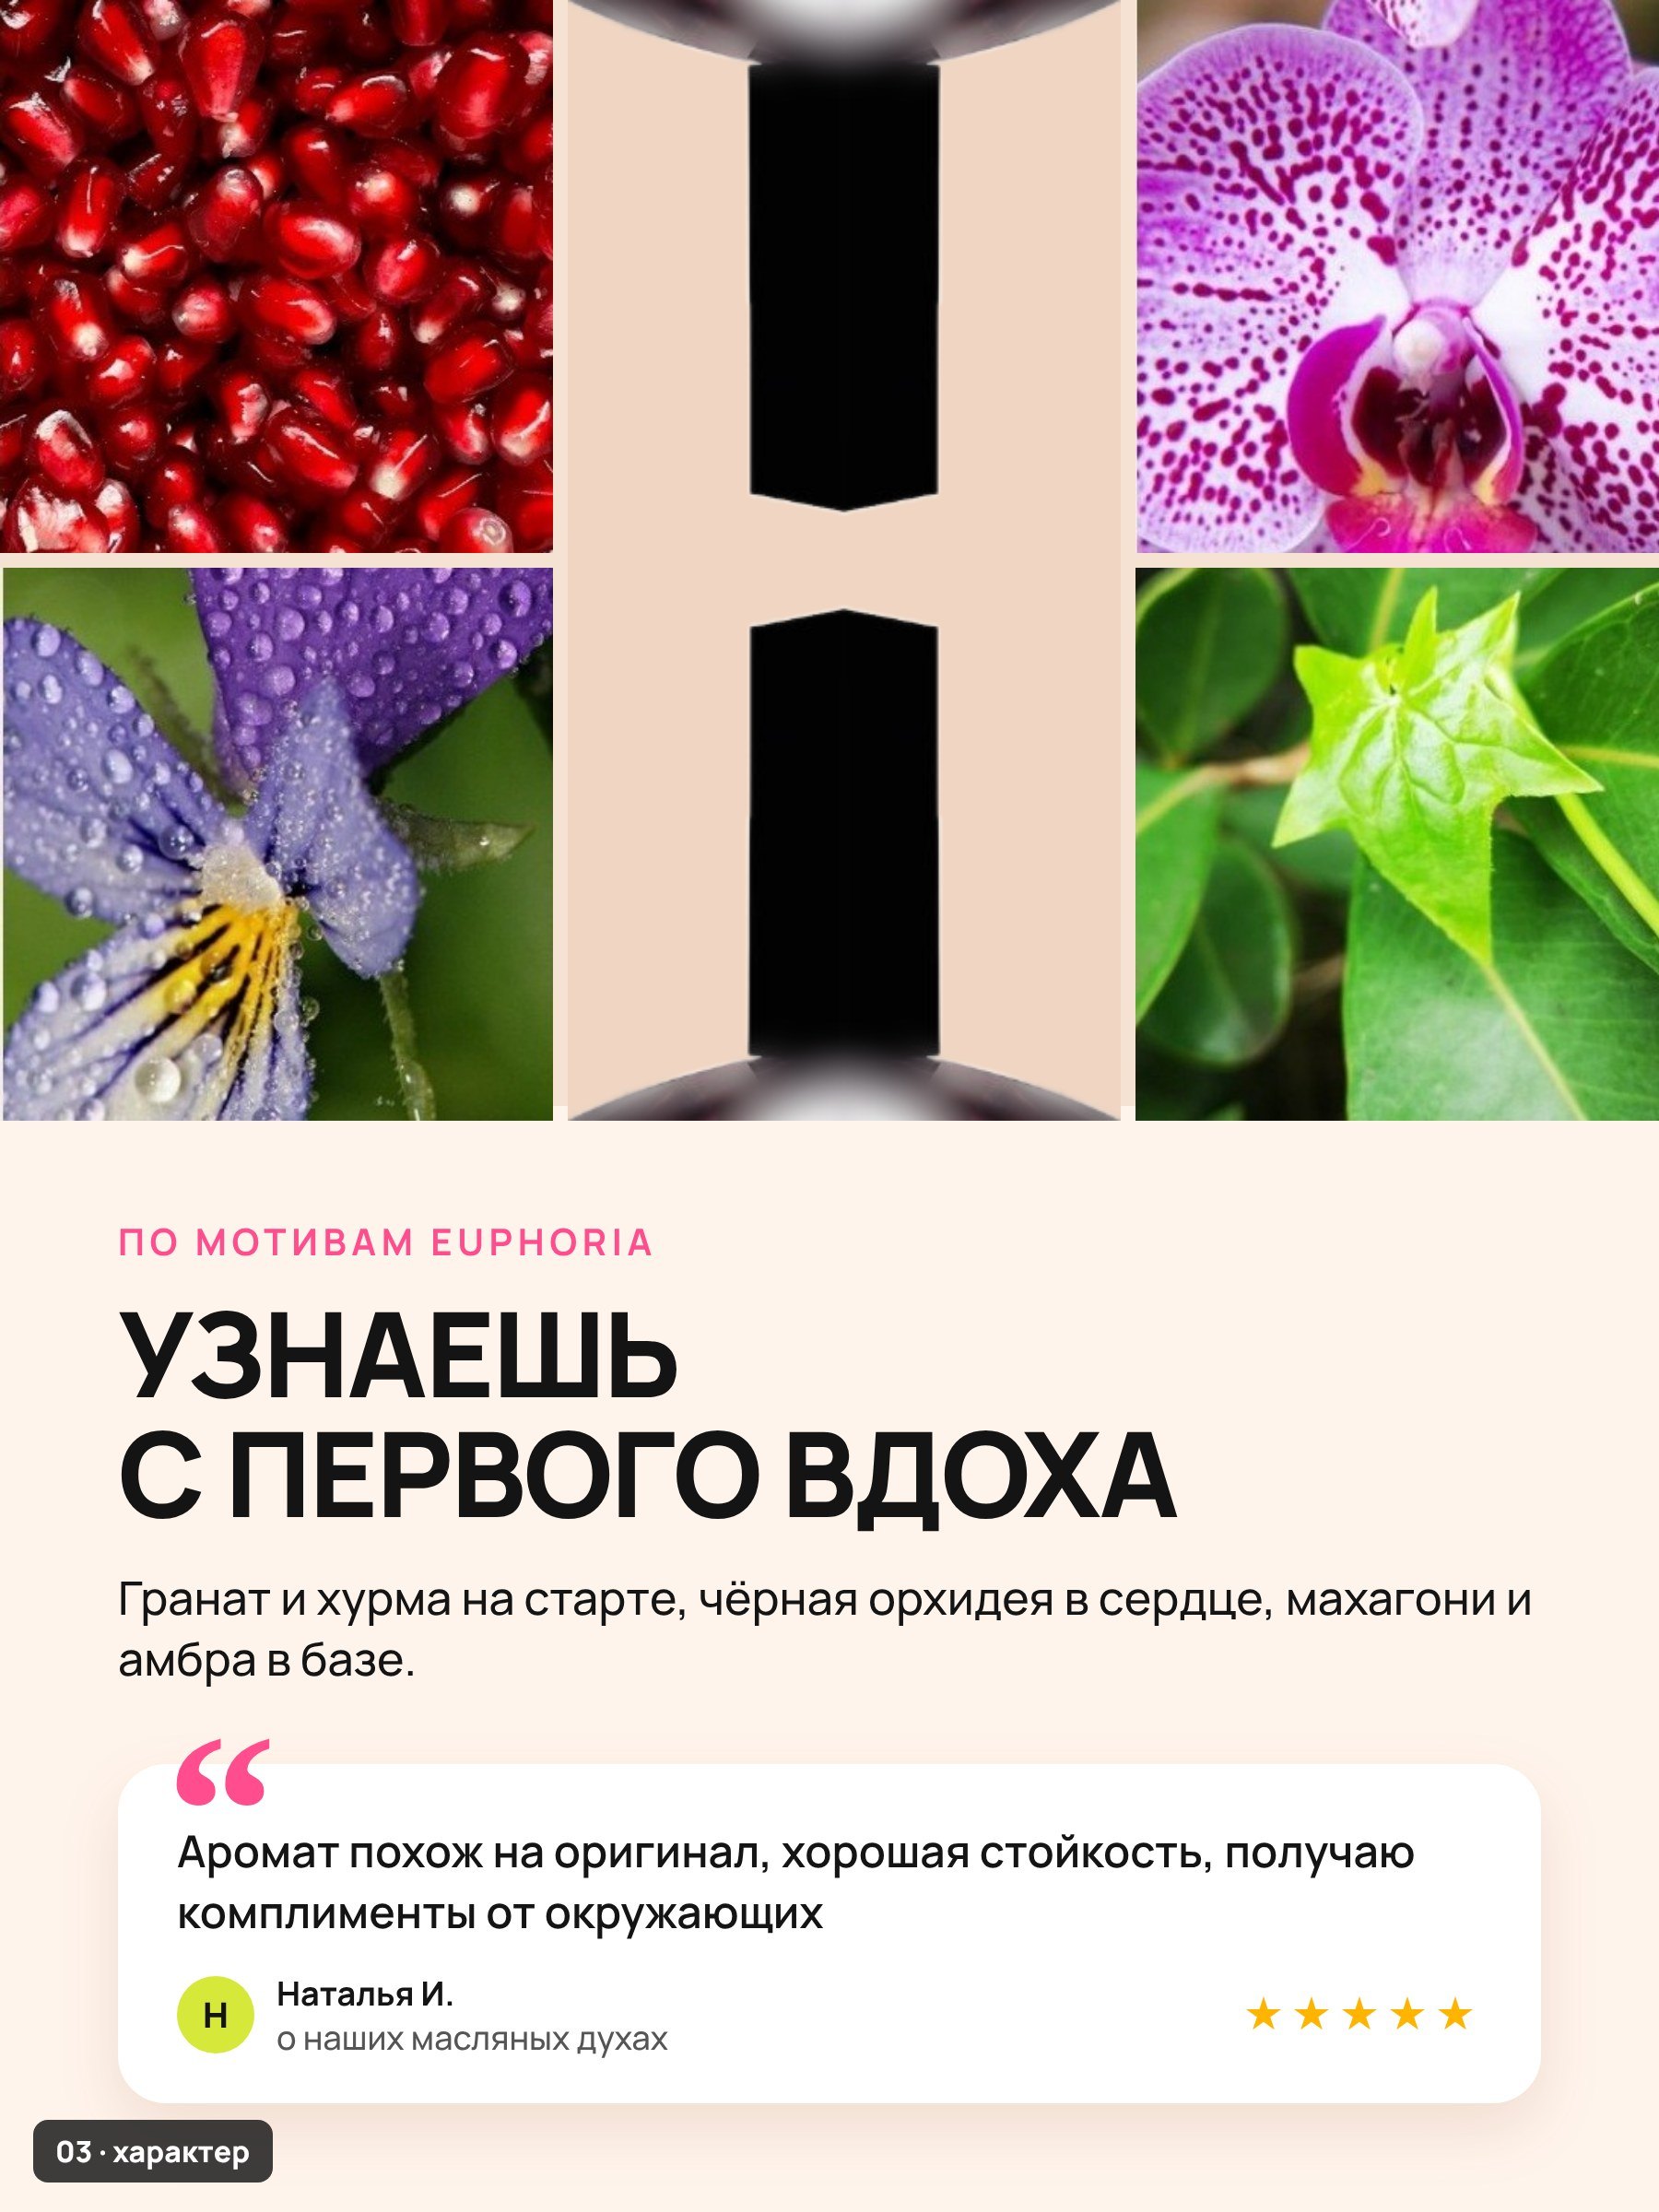 ПО МОТИВАМ EUPHORIA
УЗНАЕШЬ
С ПЕРВОГО ВДОХА
Гранат и хурма на старте, чёрная орхидея в сердце, махагони и
амбра в базе.
“
Аромат похож на оригинал, хорошая стойкость, получаю
комплименты от окружающих
Н
Наталья И.
о наших масляных духах
★★★★★
03 · характер